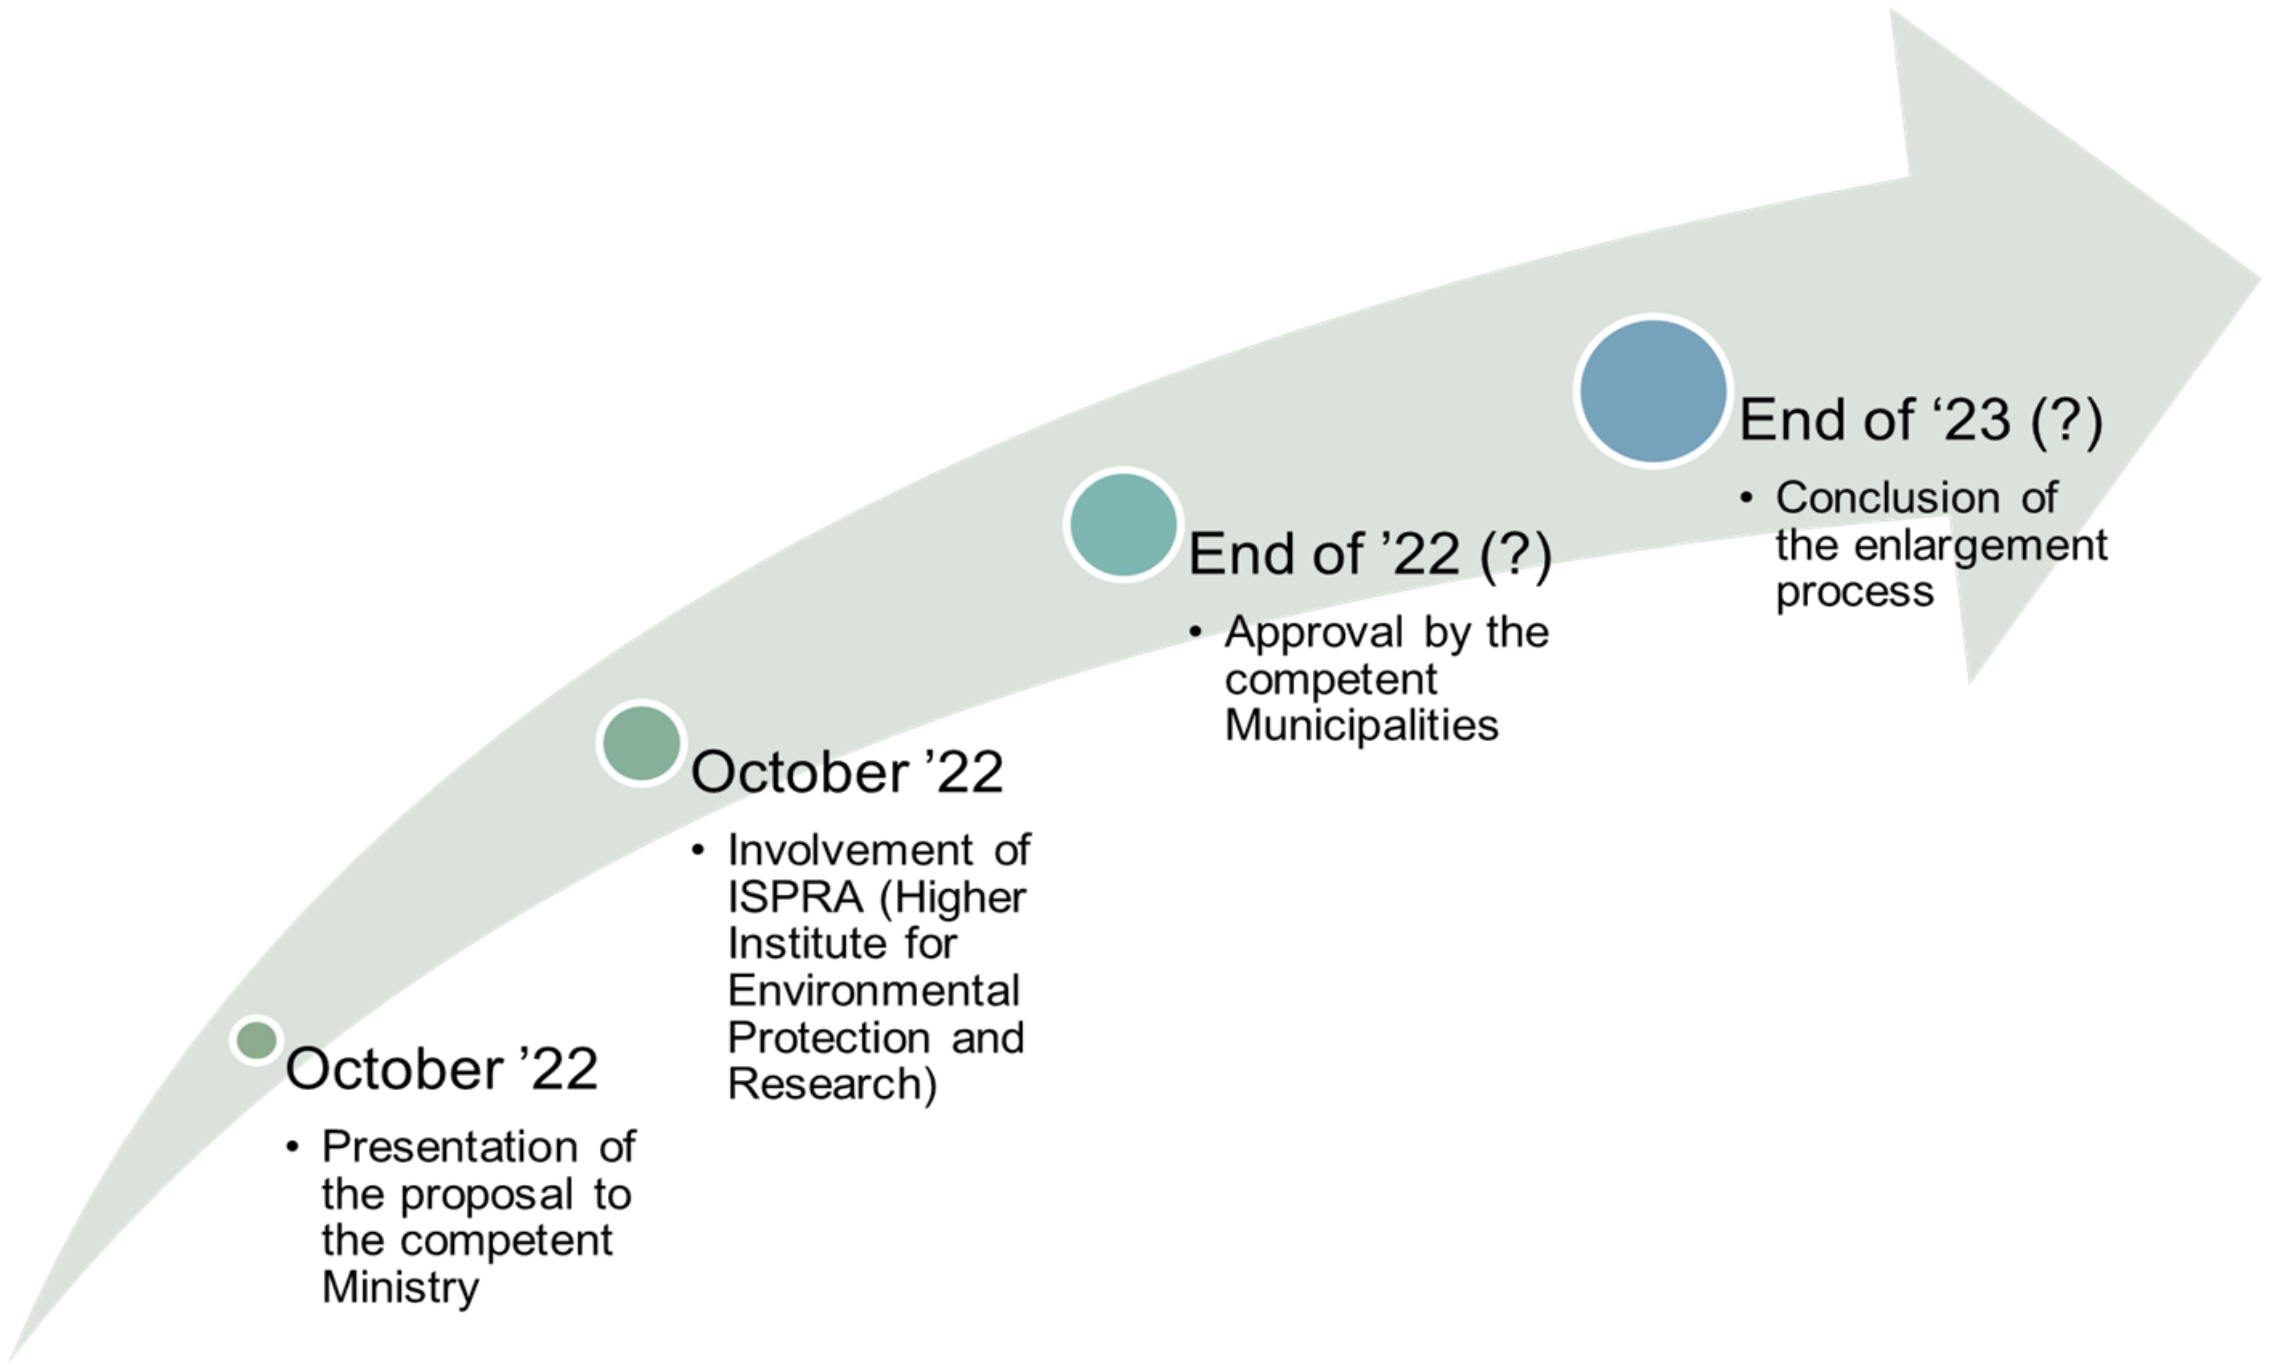 October ’22
• Presentation of
the proposal to
the competent
Ministry
October ’22
• Involvement of
ISPRA (Higher
Institute for
Environmental
Protection and
Research)
End of ’22 (?)
• Approval by the
competent
Municipalities
End of ‘23 (?)
• Conclusion of
the enlargement
process